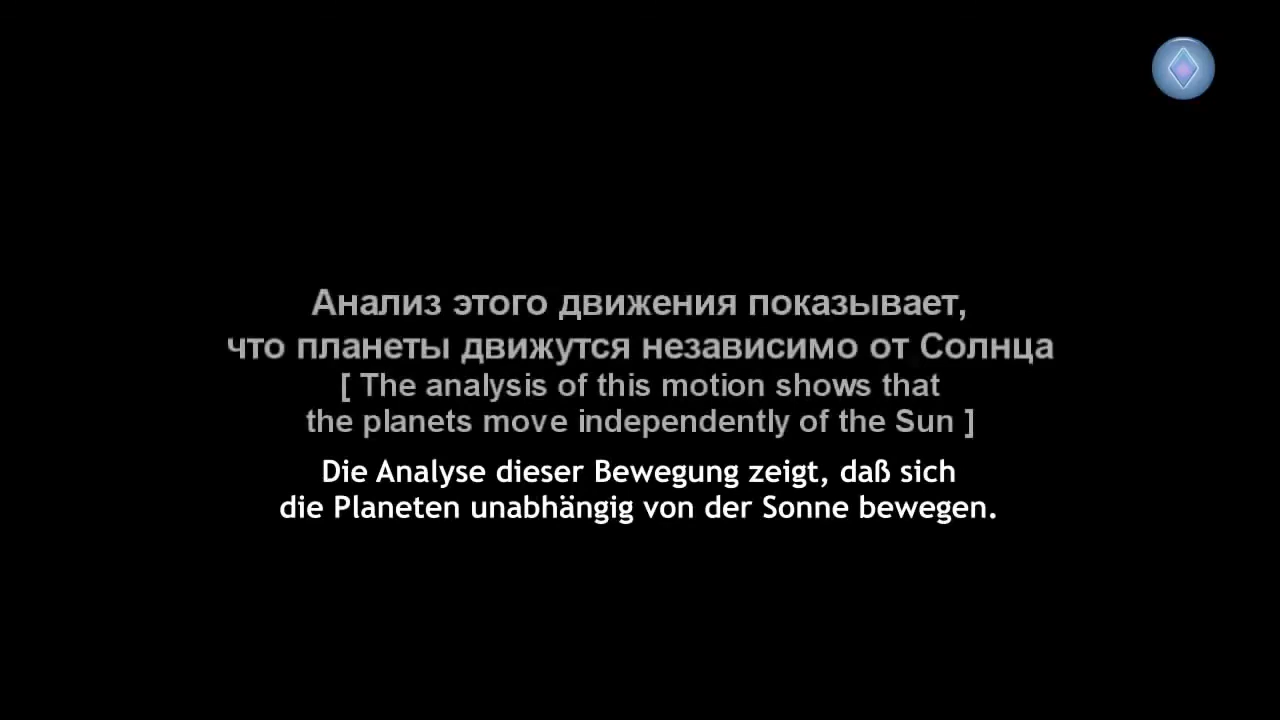 Анализ этого движения показывает,
что планеты движутся независимо от Солнца
[ The analysis of this motion shows that
the planets move independently of the Sun ]
Die Analyse dieser Bewegung zeigt, daß sich
die Planeten unabhängig von der Sonne bewegen.